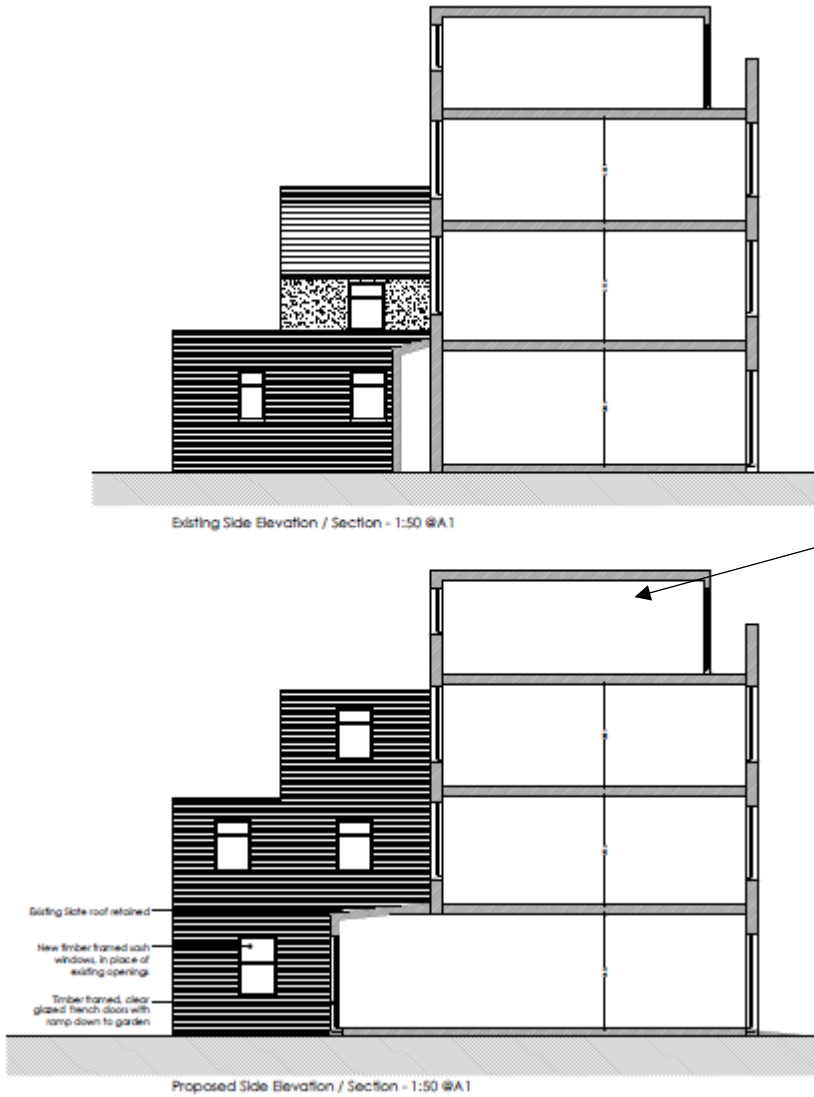 Existing Side Elevation / Section - 1:50 @A1
Existing Slate roof retained
New timber framed sash
windows, in place of
existing openings
Timber framed, clear
glazed french doors with
ramp down to garden
Proposed Side Elevation / Section - 1:50 @A1